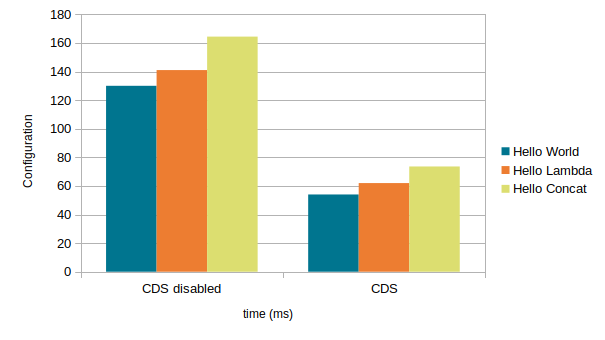 180
160
140
120
100
80
60
40
20
0
Configuration
CDS disabled
CDS
time (ms)
Hello World
Hello Lambda
Hello Concat